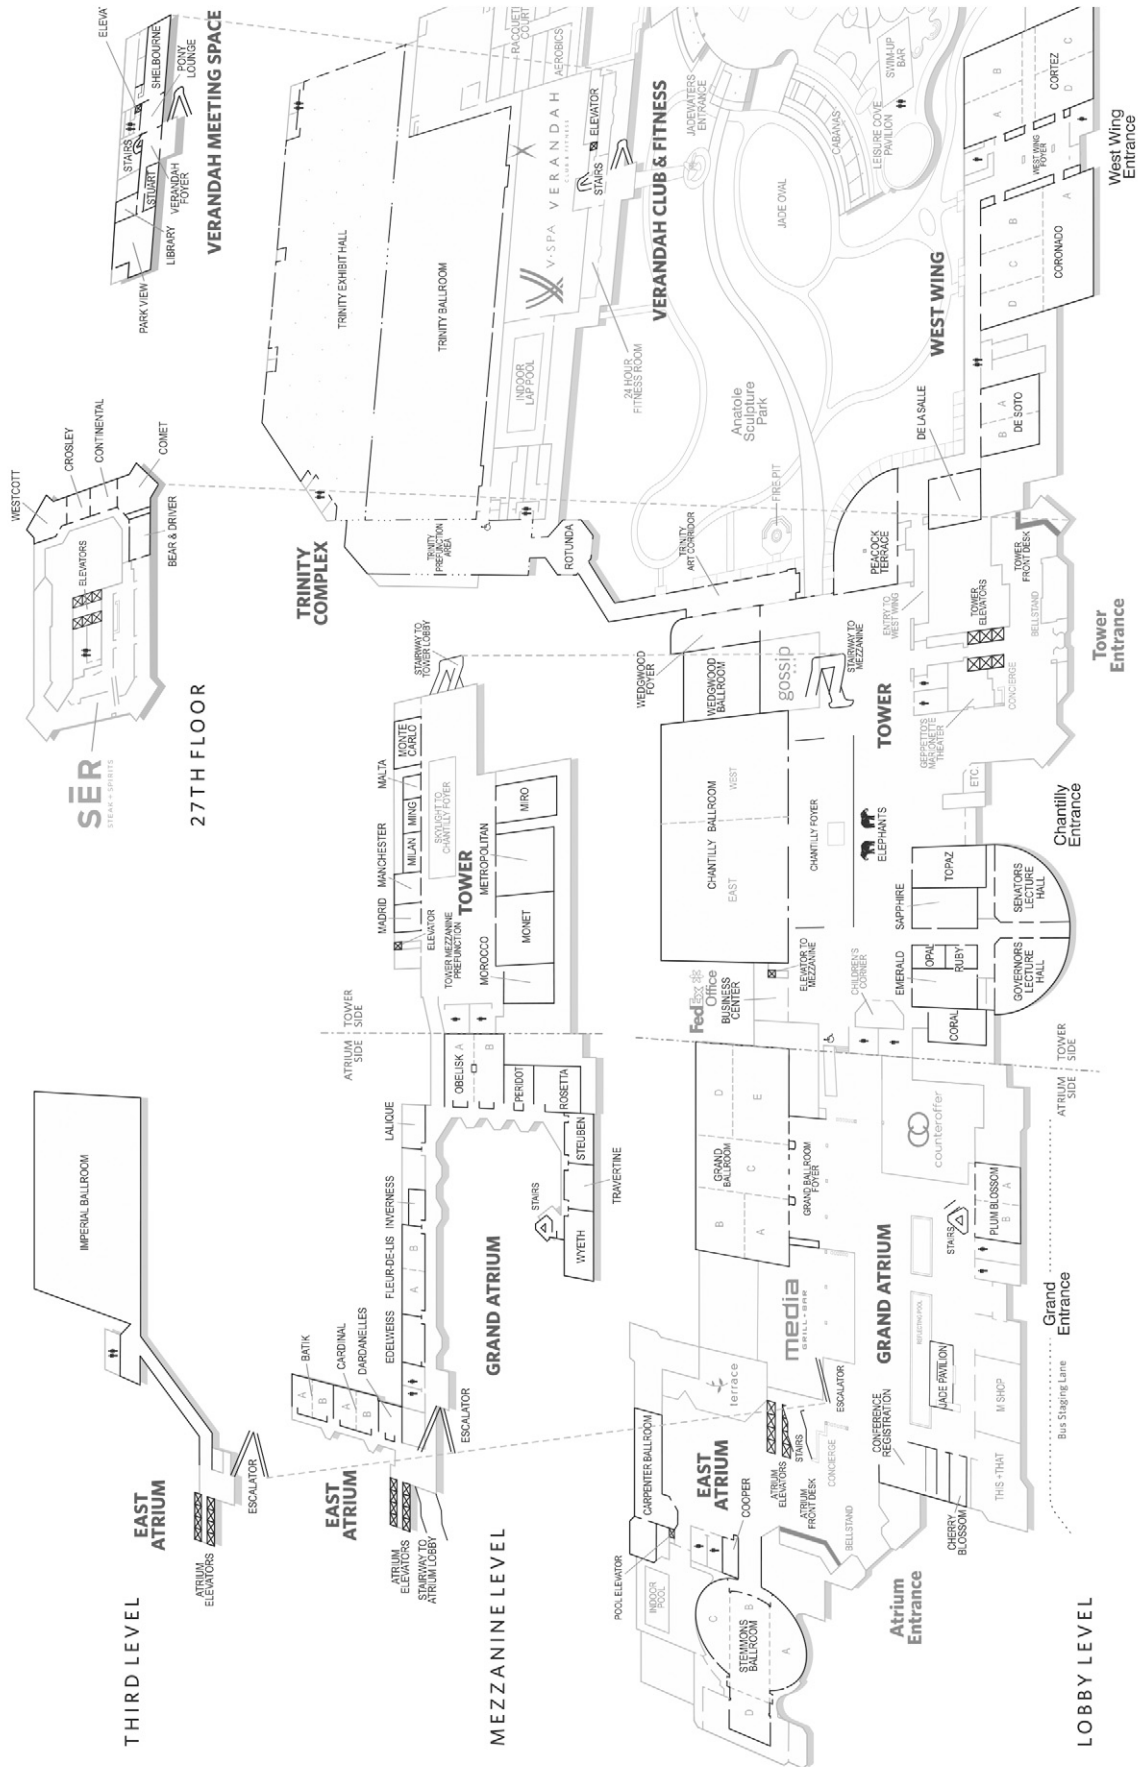 THIRD LEVEL
IMPERIAL BALLROOM
EAST
ATRIUM
ATRIUM
ELEVATORS
ESCALATOR
27TH FLOOR
SĒR
STEAK + SPIRITS
WESTCOTT
CROSLEY
CONTINENTAL
COMET
BEAR & DRIVER
ELEVATORS
VERANDAH MEETING SPACE
ELEVA
SHELBOURNE
PONY
LOUNGE
STAIRS
STUART
VERANDAH
FOYER
LIBRARY
PARK VIEW
MEZZANINE LEVEL
EAST
ATRIUM
ATRIUM
ELEVATORS
STAIRWAY TO
ATRIUM LOBBY
ESCALATOR
BATIK
A
B
CARDINAL
A
B
DARDANELLES
EDELWEISS
FLEUR-DE-LIS
A
B
INVERNESS
LALIQUE
GRAND ATRIUM
STAIRS
WYETH
TRAVERTINE
STEUBEN
ROSETTA
PERIDOT
OBELISK
A
B
ATRIUM
SIDE
TOWER
SIDE
MADRID
MANCHESTER
MILAN
MING
MALTA
MONTE
CARLO
ELEVATOR
TOWER MEZZANINE
PREFUNCTION
SKYLIGHT TO
CHANTILLY FOYER
TOWER
MOROCCO
MONET
METROPOLITAN
MIRO
STAIRWAY TO
TOWER LOBBY
TRINITY
COMPLEX
TRINITY EXHIBIT HALL
TRINITY BALLROOM
TRINITY
PREFUNCTION
AREA
ROTUNDA
TRINITY
ART CORRIDOR
INDOOR
LAP POOL
V·SPA
VERANDAH
CLUB & FITNESS
RACQUET
COURT
AEROBICS
ELEVATOR
STAIRS
VERANDAH CLUB & FITNESS
24 HOUR
FITNESS ROOM
JADEWATERS
ENTRANCE
CABANAS
SWIM-UP
BAR
LEISURE COVE
PAVILION
JADE OVAL
Anatole
Sculpture
Park
FIRE PIT
LOBBY LEVEL
POOL ELEVATOR
INDOOR
POOL
STEMMONS
BALLROOM
A
B
C
D
CARPENTER BALLROOM
EAST
ATRIUM
COOPER
ATRIUM
ELEVATORS
STAIRS
ATRIUM
FRONT DESK
CONCIERGE
BELLSTAND
Atrium
Entrance
ESCALATOR
terrace
media
GRILL + BAR
GRAND
BALLROOM
A
B
C
D
E
GRAND BALLROOM
FOYER
GRAND ATRIUM
CONFERENCE
REGISTRATION
CHERRY
BLOSSOM
JADE PAVILION
REFLECTING POOL
THIS + THAT
M SHOP
STAIRS
PLUM BLOSSOM
B
A
counteroffer
Bus Staging Lane
Grand
Entrance
ATRIUM
SIDE
TOWER
SIDE
FedEx
Office
BUSINESS
CENTER
ELEVATOR TO
MEZZANINE
CHILDREN'S
CORNER
CHANTILLY BALLROOM
EAST
WEST
CHANTILLY FOYER
ELEPHANTS
CORAL
EMERALD
OPAL
RUBY
SAPPHIRE
TOPAZ
GOVERNORS
LECTURE
HALL
SENATORS
LECTURE
HALL
Chantilly
Entrance
ETC.
WEDGWOOD
FOYER
WEDGWOOD
BALLROOM
gossip
STAIRWAY TO
MEZZANINE
TOWER
GEPPETTO'S
MARIONETTE
THEATER
CONCIERGE
TOWER
ELEVATORS
BELLSTAND
TOWER
FRONT DESK
Tower
Entrance
ENTRY TO
WEST WING
PEACOCK
TERRACE
WEST WING
DE LA SALLE
DE SOTO
B
A
CORONADO
A
B
C
D
WEST WING
FOYER
CORTEZ
A
B
C
D
West Wing
Entrance